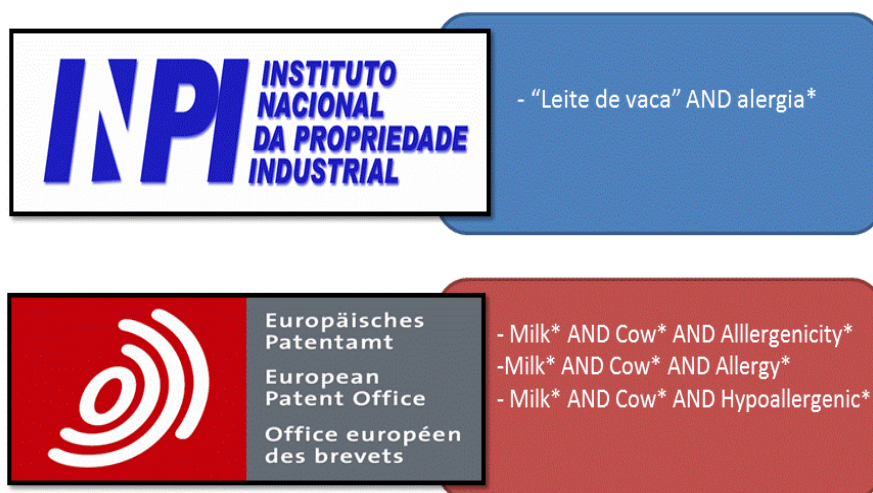 INPI
INSTITUTO
NACIONAL
DA PROPRIEDADE
INDUSTRIAL
- “Leite de vaca” AND alergia*
Europäisches
Patentamt
European
Patent Office
Office européen
des brevets
- Milk* AND Cow* AND Alllergenicity*
-Milk* AND Cow* AND Allergy*
- Milk* AND Cow* AND Hypoallergenic*